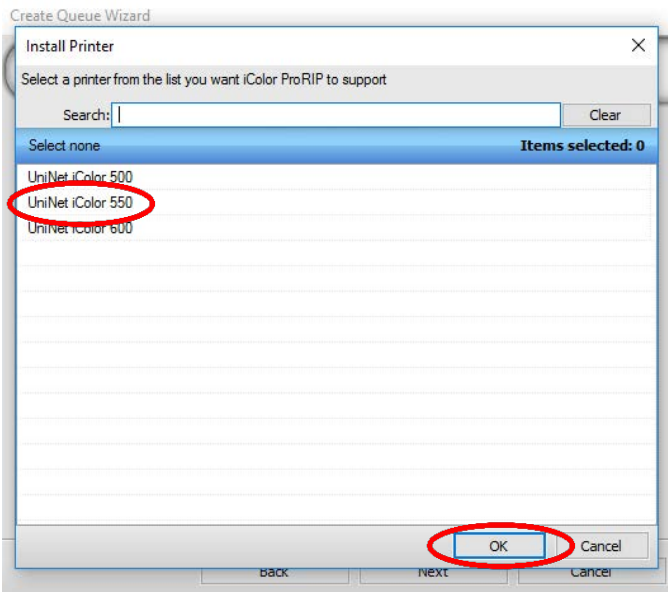 Create Queue Wizard
Install Printer
Select a printer from the list you want iColor ProRIP to support
Search: Clear
Select none Items selected: 0
UniNet iColor 500
UniNet iColor 550
UniNet iColor 600
OK Cancel
Back Next Cancel